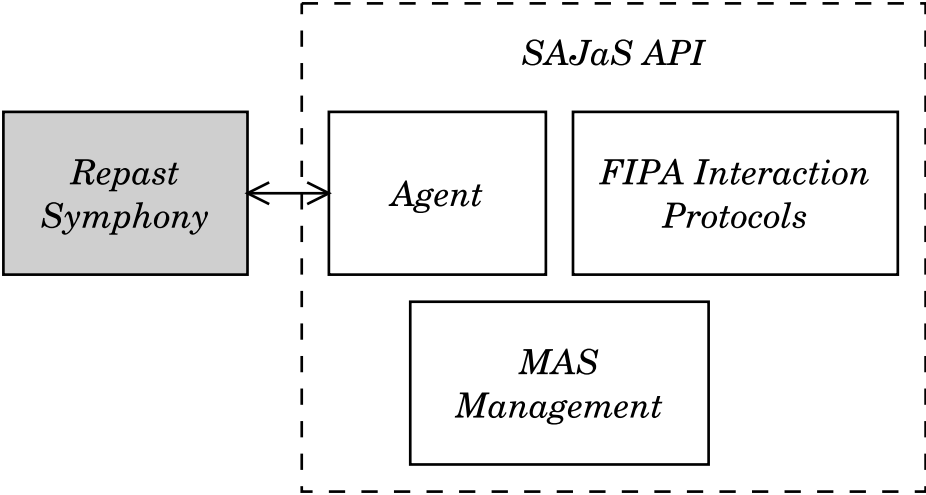 SAJaS API
Repast
Symphony
Agent
FIPA Interaction
Protocols
MAS
Management